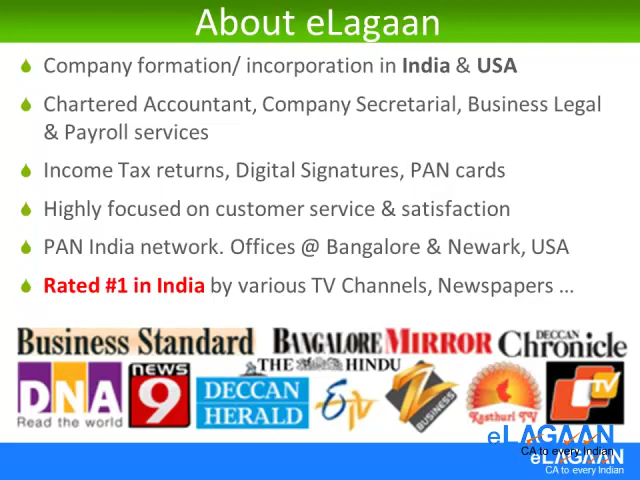 About eLagaan
Company formation/ incorporation in India & USA
Chartered Accountant, Company Secretarial, Business Legal
& Payroll services
Income Tax returns, Digital Signatures, PAN cards
Highly focused on customer service & satisfaction
PAN India network. Offices @ Bangalore & Newark, USA
Rated #1 in India by various TV Channels, Newspapers ...
Business Standard
BANGALORE MIRROR
DECCAN
Chronicle
THE HINDU
DNA
Read the world
NEWS
9
DECCAN
HERALD
eTV
Z
BUSINESS
Kasthuri TV
TV
eLAGAAN
CA to every Indian
eLAGAAN
CA to every Indian